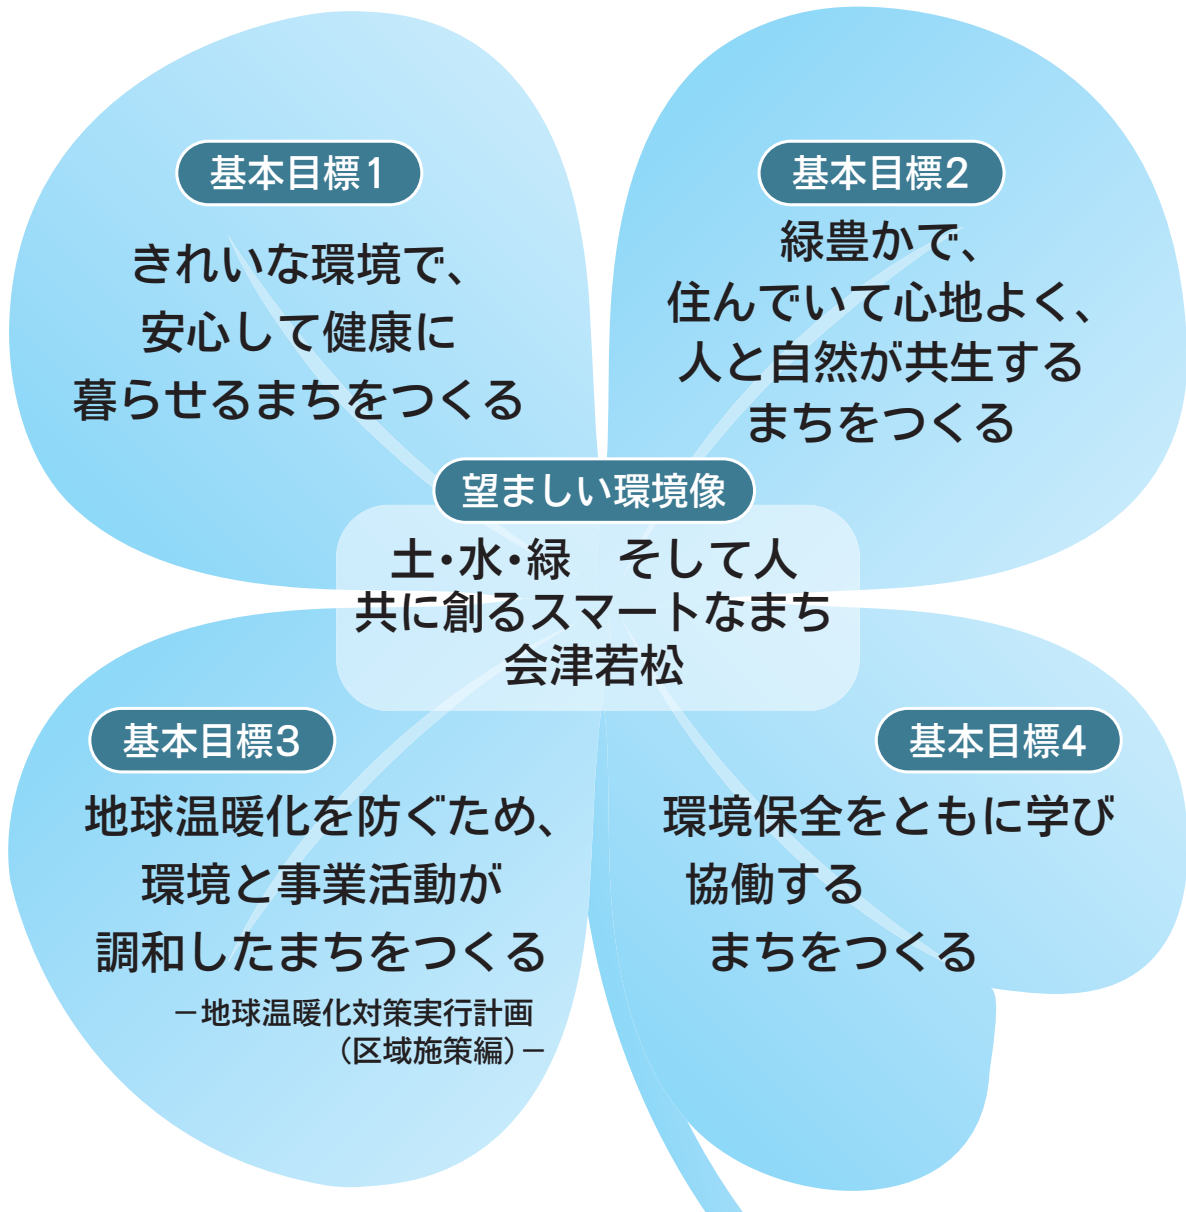 基本目標1
きれいな環境で、
安心して健康に
暮らせるまちをつくる
基本目標2
緑豊かで、
住んでいて心地よく、
人と自然が共生する
まちをつくる
望ましい環境像
土・水・緑　そして人
共に創るスマートなまち
会津若松
基本目標3
地球温暖化を防ぐため、
環境と事業活動が
調和したまちをつくる
－地球温暖化対策実行計画
（区域施策編）－
基本目標4
環境保全をともに学び
協働する
まちをつくる